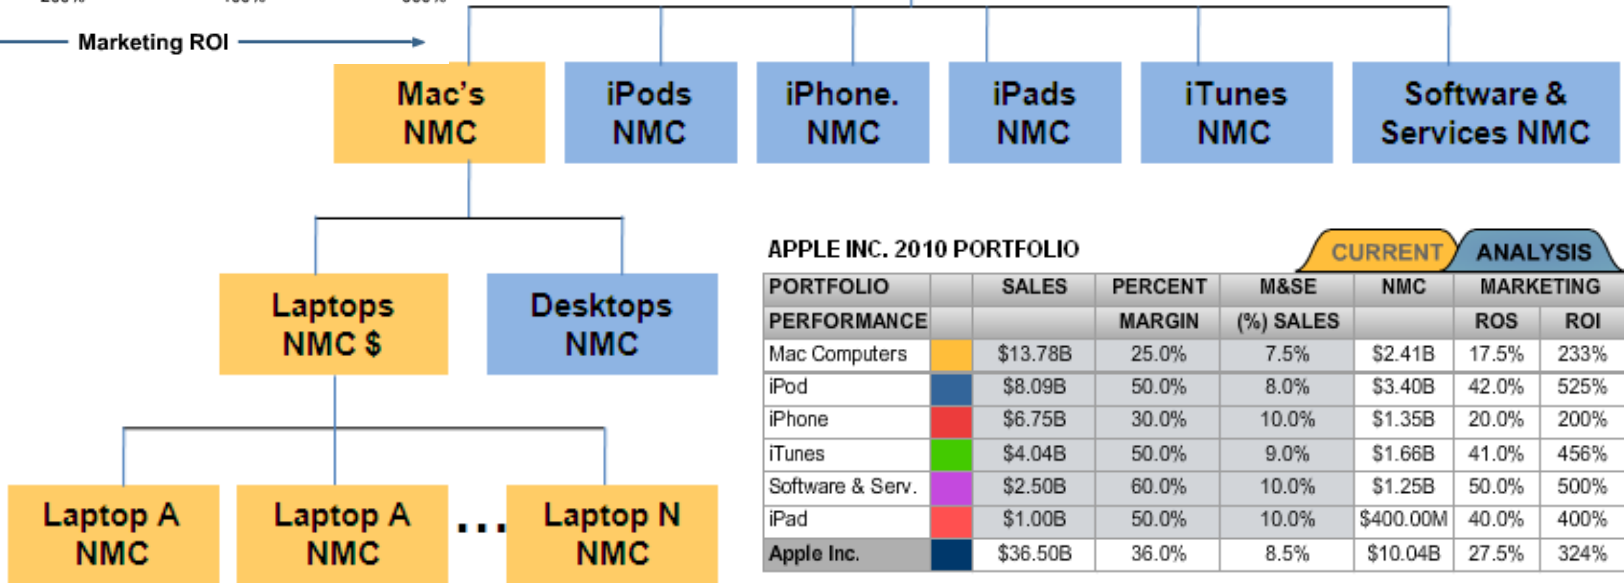 Marketing ROI
Mac's
NMC
iPods
NMC
iPhone.
NMC
iPads
NMC
iTunes
NMC
Software &
Services NMC
Laptops
NMC $
Desktops
NMC
Laptop A
NMC
Laptop A
NMC
...
Laptop N
NMC
APPLE INC. 2010 PORTFOLIO
CURRENT ANALYSIS
PORTFOLIO SALES PERCENT M&SE NMC MARKETING
PERFORMANCE MARGIN (%) SALES ROS ROI
Mac Computers $13.78B 25.0% 7.5% $2.41B 17.5% 233%
iPod $8.09B 50.0% 8.0% $3.40B 42.0% 525%
iPhone $6.75B 30.0% 10.0% $1.35B 20.0% 200%
iTunes $4.04B 50.0% 9.0% $1.66B 41.0% 456%
Software & Serv. $2.50B 60.0% 10.0% $1.25B 50.0% 500%
iPad $1.00B 50.0% 10.0% $400.00M 40.0% 400%
Apple Inc. $36.50B 36.0% 8.5% $10.04B 27.5% 324%